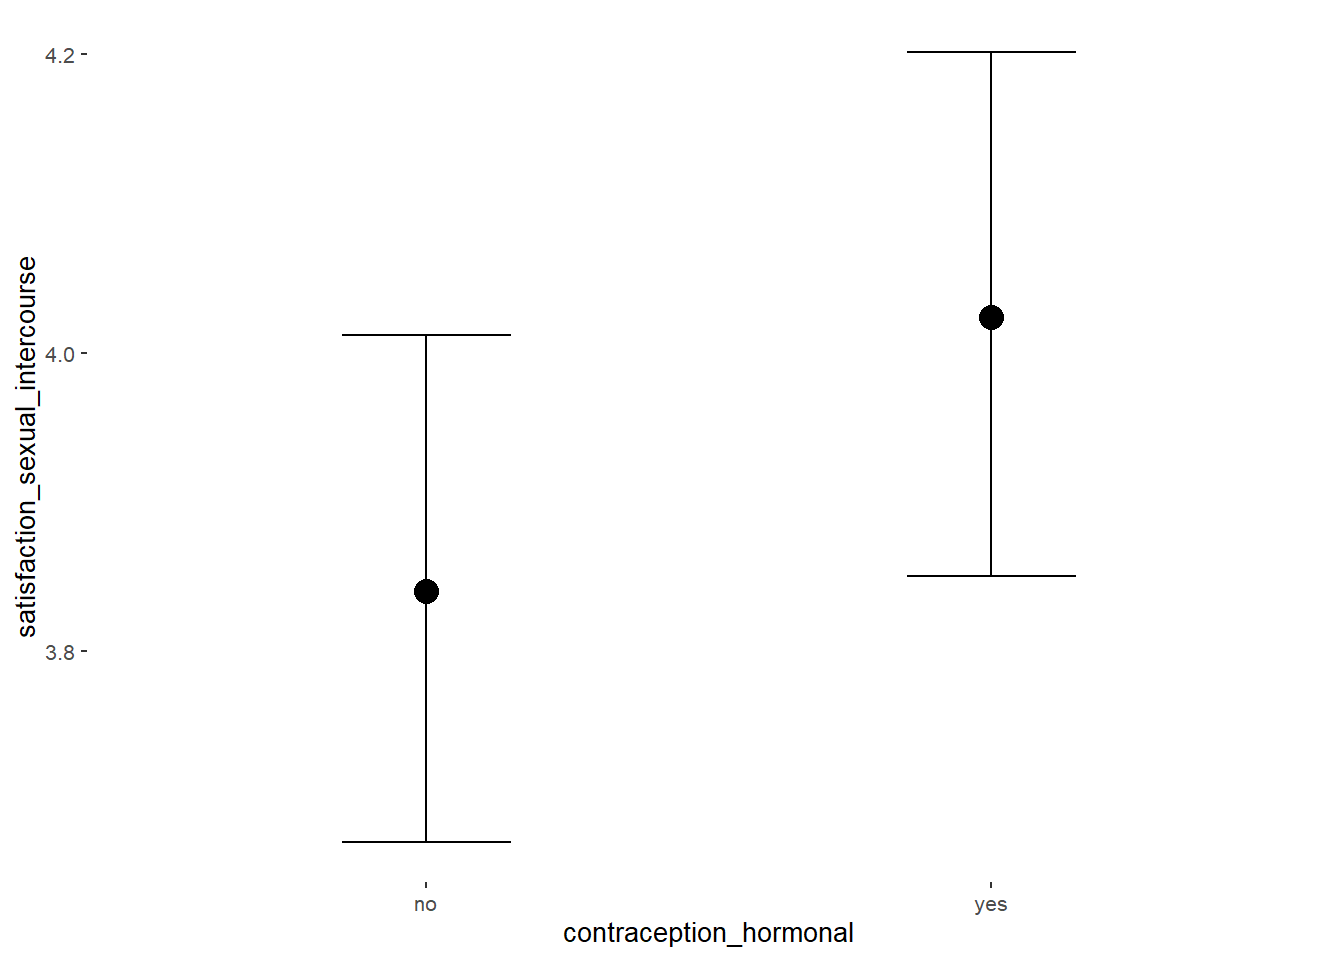 4.2
4.0
3.8
satisfaction_sexual_intercourse
no
yes
contraception_hormonal